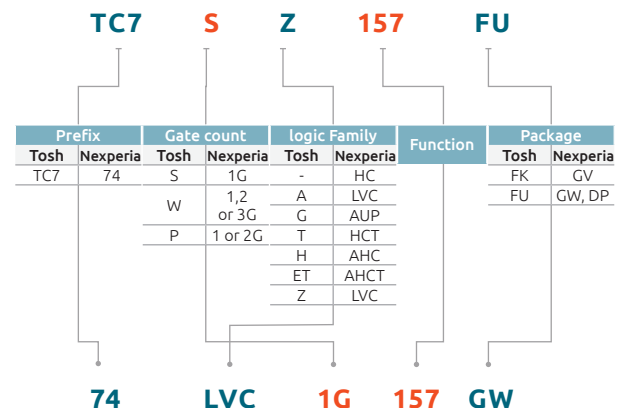 TC7 S Z 157 FU
Prefix Gate count logic Family Function Package
Tosh Nexperia Tosh Nexperia Tosh Nexperia Tosh Nexperia
TC7 74 S 1G - HC FK GV
W 1,2 or 3G A LVC FU GW, DP
G AUP
P 1 or 2G T HCT
H AHC
ET AHCT
Z LVC
74 LVC 1G 157 GW